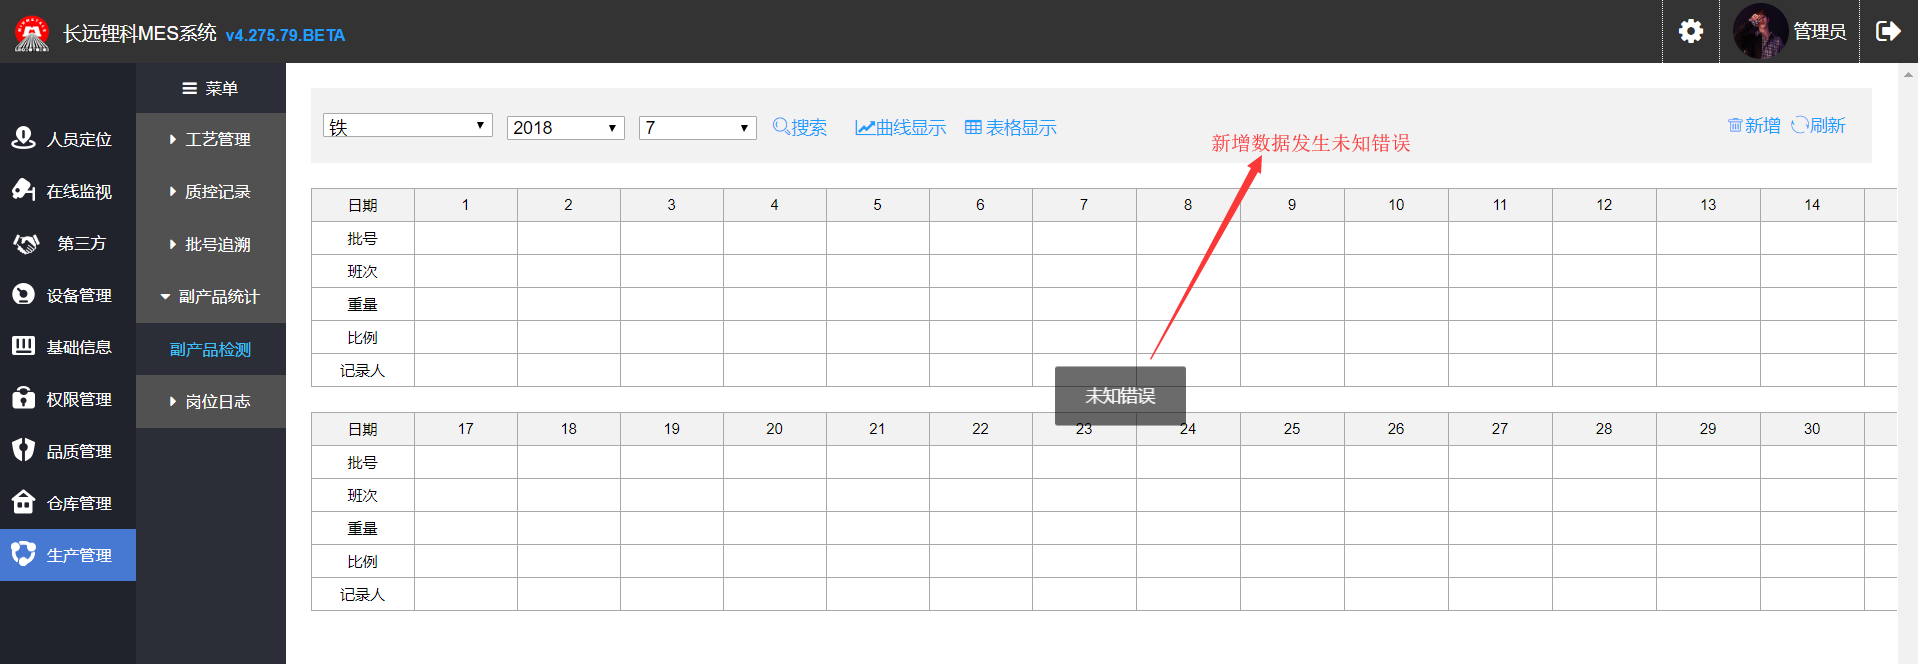 长远锂科MES系统 v4.275.79.BETA
管理员
人员定位
在线监视
第三方
设备管理
基础信息
权限管理
品质管理
仓库管理
生产管理
菜单
工艺管理
质控记录
批号追溯
副产品统计
副产品检测
岗位日志
铁 2018 7 搜索 曲线显示 表格显示 新增 刷新
新增数据发生未知错误
日期 1 2 3 4 5 6 7 8 9 10 11 12 13 14
批号
班次
重量
比例
记录人
未知错误
日期 17 18 19 20 21 22 23 24 25 26 27 28 29 30
批号
班次
重量
比例
记录人